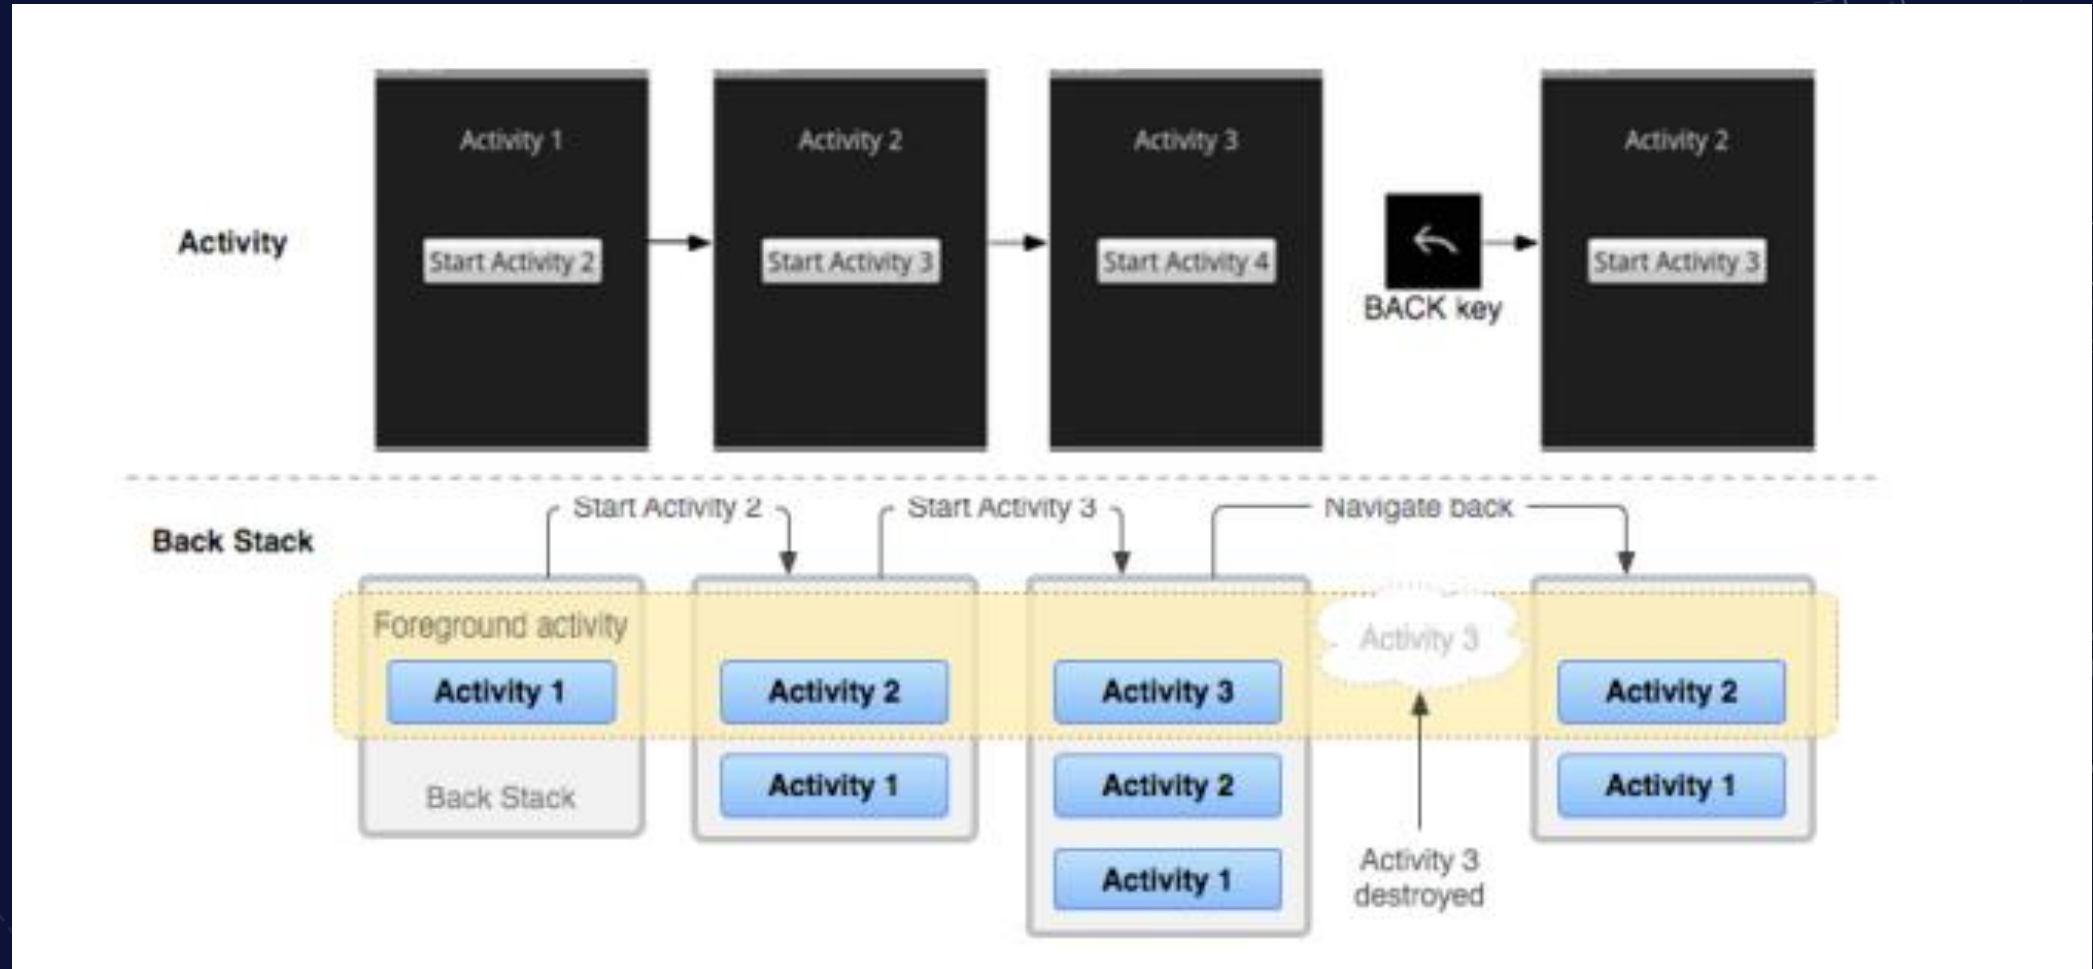 Activity 1
Activity 2
Activity 3
Activity 2
Activity
Start Activity 2
Start Activity 3
Start Activity 4
Start Activity 3
BACK key
Start Activity 2
Start Activity 3
Navigate back
Back Stack
Foreground activity
Activity 3
Activity 1
Activity 2
Activity 3
Activity 2
Back Stack
Activity 1
Activity 2
Activity 1
Activity 1
Activity 3
destroyed